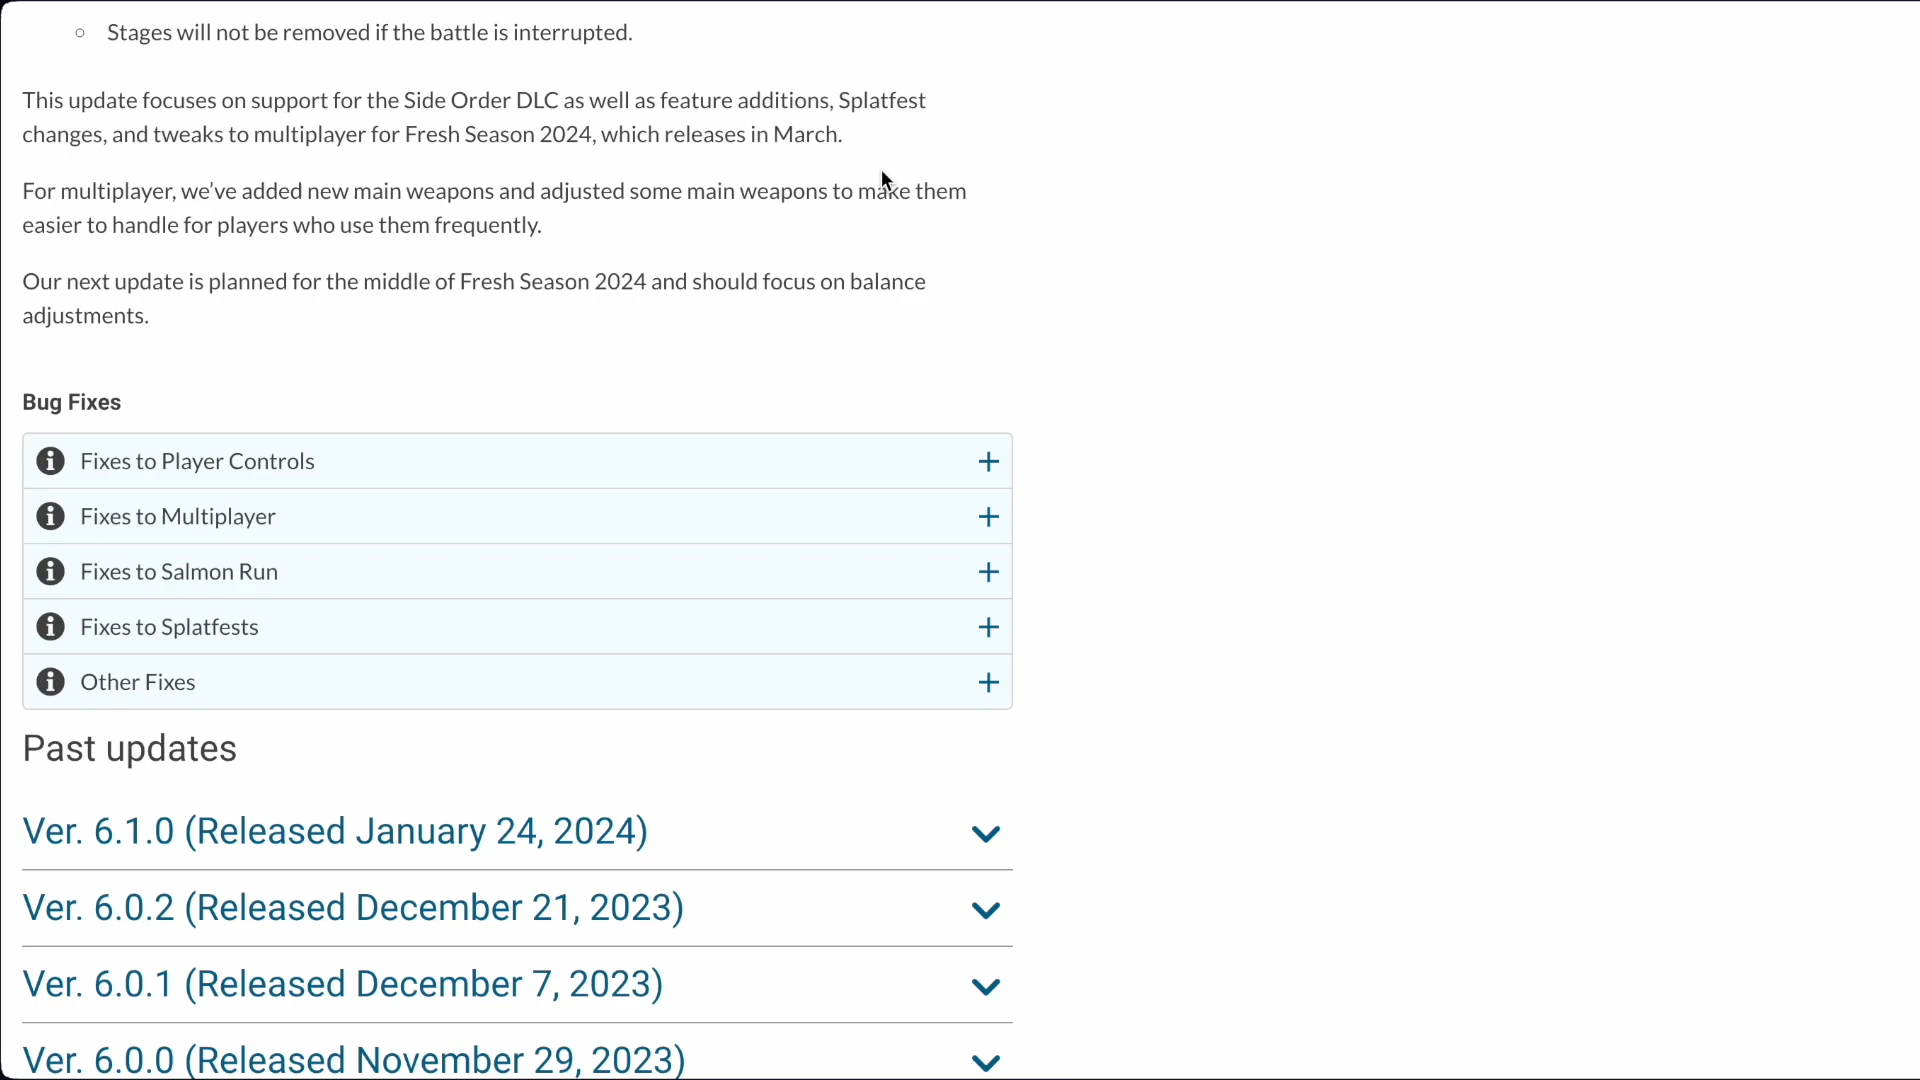 Stages will not be removed if the battle is interrupted.
This update focuses on support for the Side Order DLC as well as feature additions, Splatfest
changes, and tweaks to multiplayer for Fresh Season 2024, which releases in March.
For multiplayer, we’ve added new main weapons and adjusted some main weapons to make them
easier to handle for players who use them frequently.
Our next update is planned for the middle of Fresh Season 2024 and should focus on balance
adjustments.
Bug Fixes
Fixes to Player Controls
Fixes to Multiplayer
Fixes to Salmon Run
Fixes to Splatfests
Other Fixes
Past updates
Ver. 6.1.0 (Released January 24, 2024)
Ver. 6.0.2 (Released December 21, 2023)
Ver. 6.0.1 (Released December 7, 2023)
Ver. 6.0.0 (Released November 29, 2023)